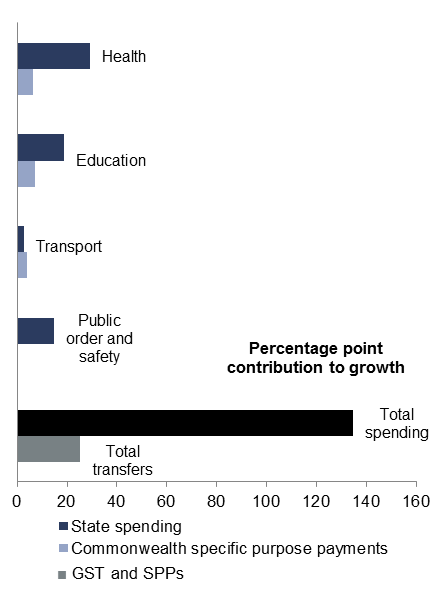 Health
Education
Transport
Public
order and
safety
Percentage point
contribution to growth
Total
spending
Total
transfers
0 20 40 60 80 100 120 140 160
State spending
Commonwealth specific purpose payments
GST and SPPs